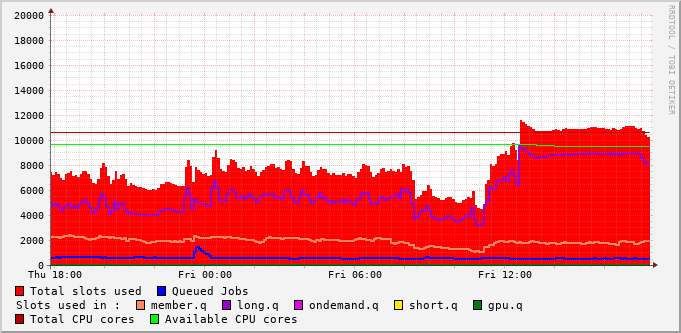 20000
18000
16000
14000
12000
10000
8000
6000
4000
2000
0
Thu 18:00 Fri 00:00 Fri 06:00 Fri 12:00
Total slots used Queued Jobs
Slots used in : member.q long.q ondemand.q short.q gpu.q
Total CPU cores Available CPU cores
RRDTOOL / TOBI OETIKER